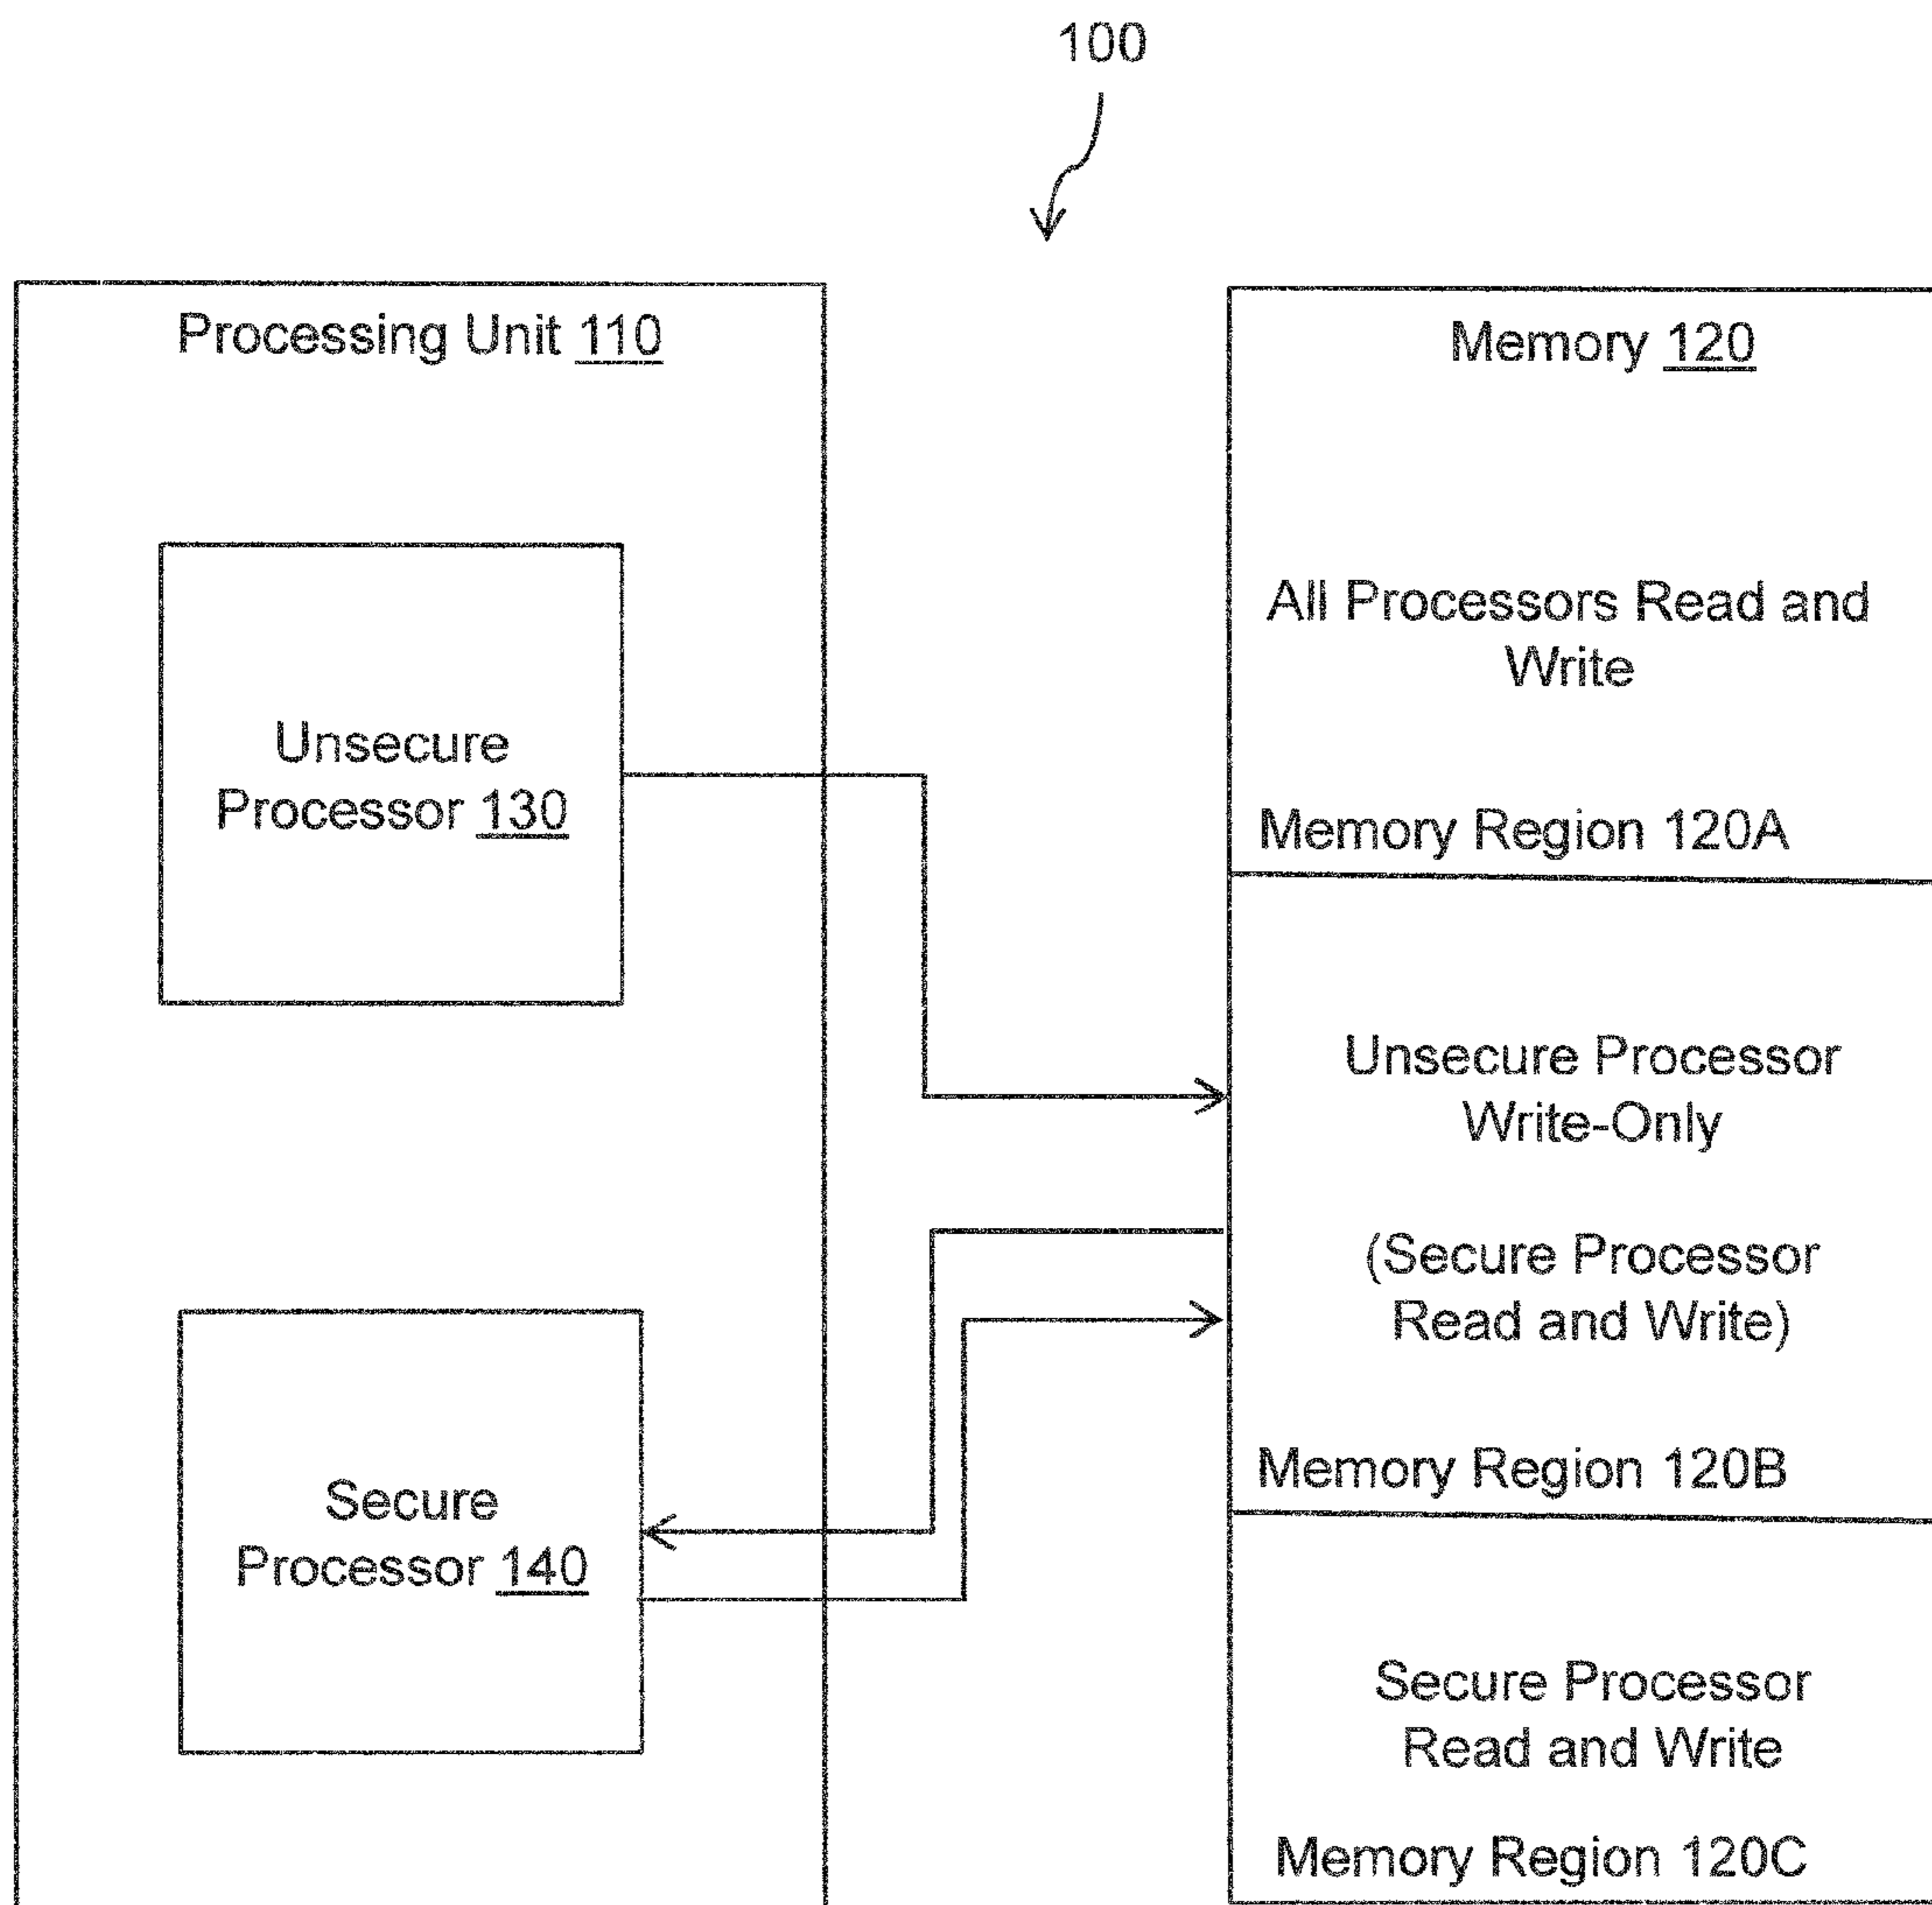 100
Processing Unit 110
Memory 120
All Processors Read and
Write
Unsecure
Processor 130
Memory Region 120A
Unsecure Processor
Write-Only
(Secure Processor
Read and Write)
Memory Region 120B
Secure
Processor 140
Secure Processor
Read and Write
Memory Region 120C